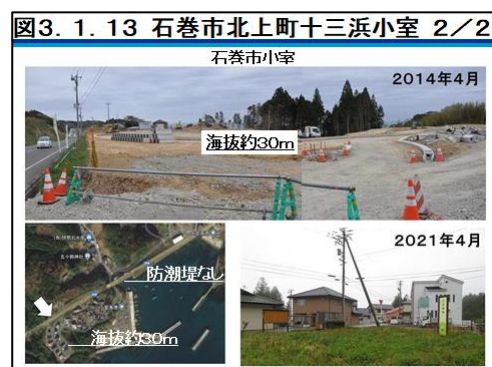 図3.1.13 石巻市北上町十三浜小室 2/2
石巻市小室
2014年4月
海抜約30m
防潮堤なし
海抜約30m
2021年4月